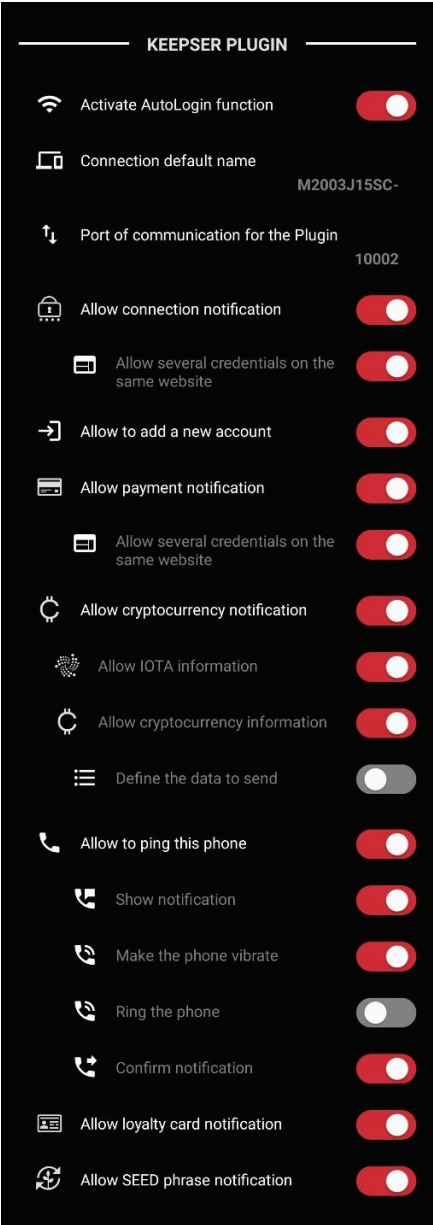 KEEPSER PLUGIN
Activate AutoLogin function
Connection default name
M2003J15SC-
Port of communication for the Plugin
10002
Allow connection notification
Allow several credentials on the
same website
Allow to add a new account
Allow payment notification
Allow several credentials on the
same website
Allow cryptocurrency notification
Allow IOTA information
Allow cryptocurrency information
Define the data to send
Allow to ping this phone
Show notification
Make the phone vibrate
Ring the phone
Confirm notification
Allow loyalty card notification
Allow SEED phrase notification